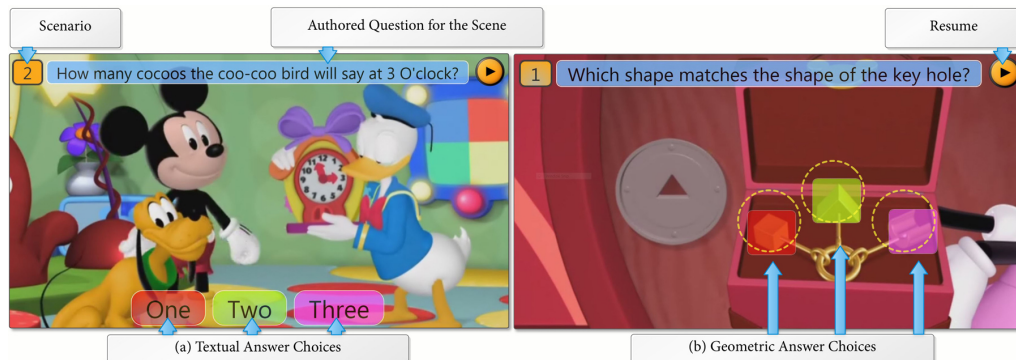 Scenario
Authored Question for the Scene
Resume
2
How many cocoos the coo-coo bird will say at 3 O'clock?
1
Which shape matches the shape of the key hole?
One
Two
Three
(a) Textual Answer Choices
(b) Geometric Answer Choices